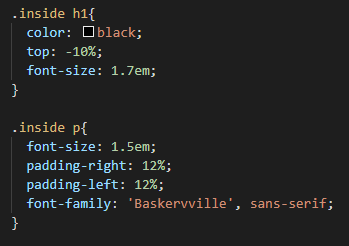 .inside h1{
color: black;
top: -10%;
font-size: 1.7em;
}
.inside p{
font-size: 1.5em;
padding-right: 12%;
padding-left: 12%;
font-family: 'Baskervville', sans-serif;
}